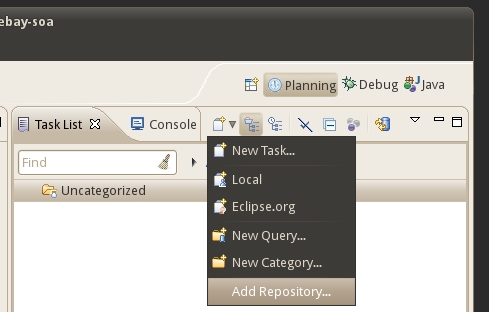 ebay-soa
Planning Debug Java
Task List Console
Find
Uncategorized
New Task...
Local
Eclipse.org
New Query...
New Category...
Add Repository...